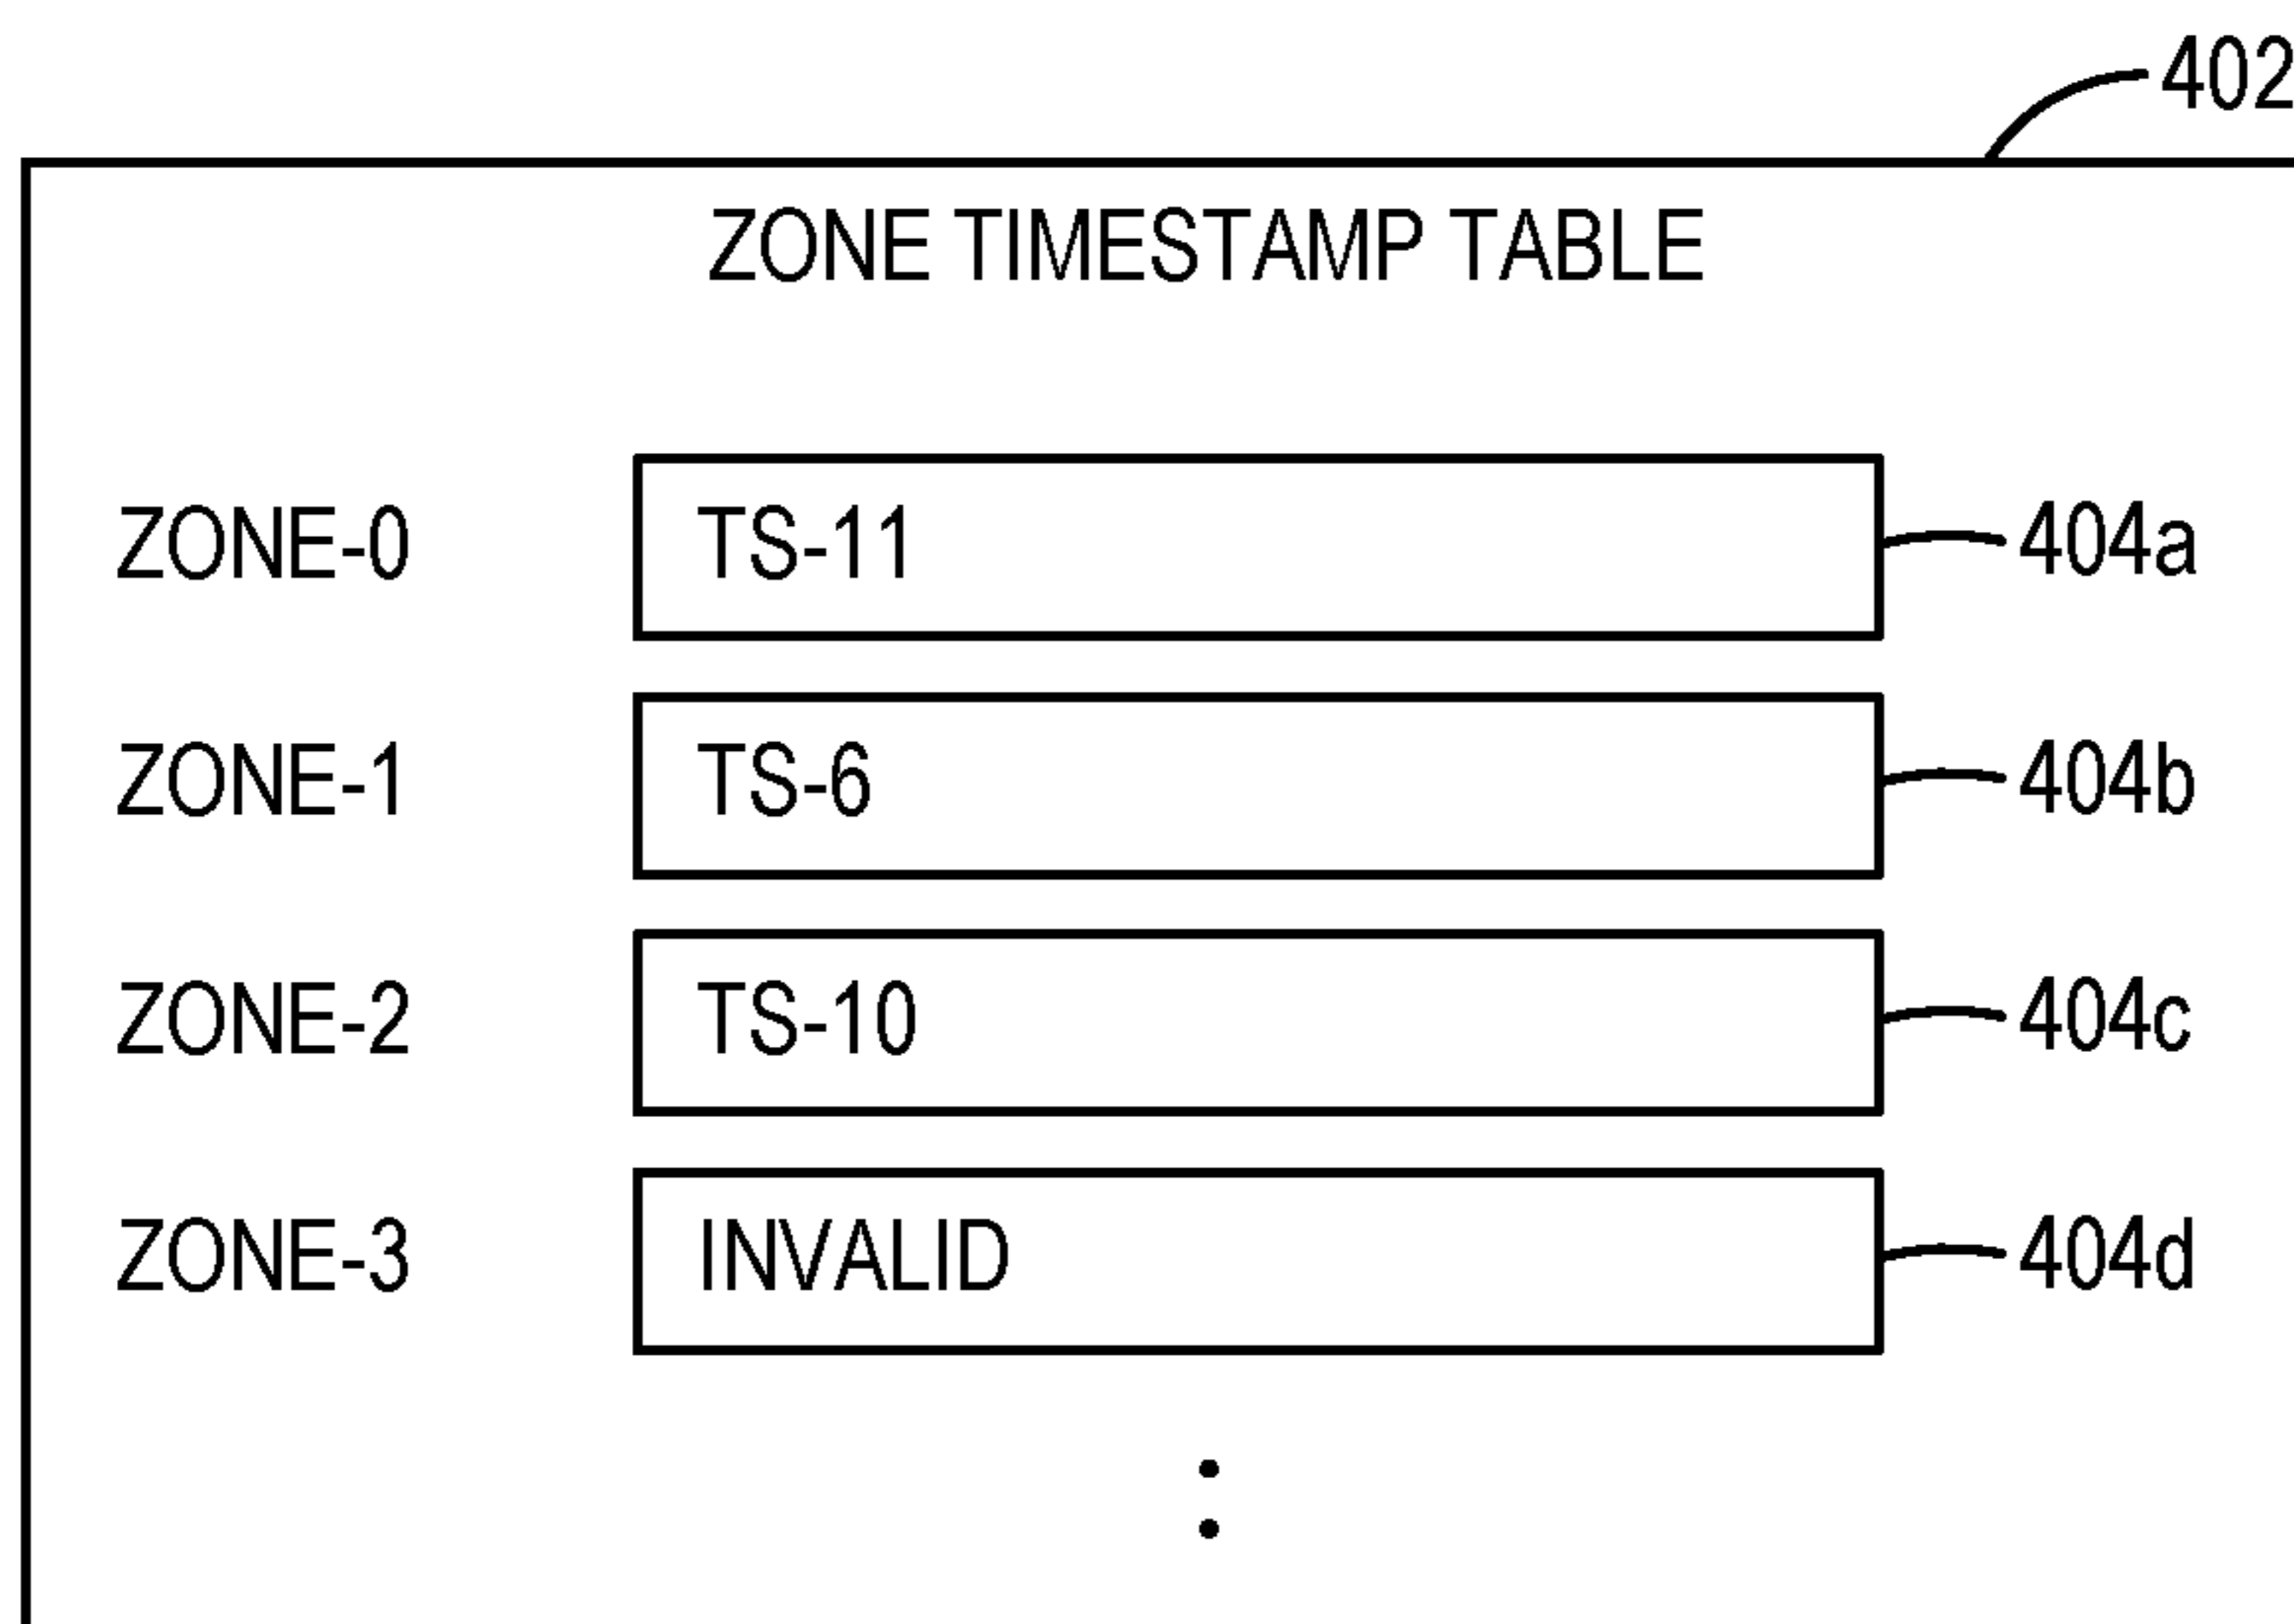 402
ZONE TIMESTAMP TABLE
ZONE-0 TS-11 404a
ZONE-1 TS-6 404b
ZONE-2 TS-10 404c
ZONE-3 INVALID 404d